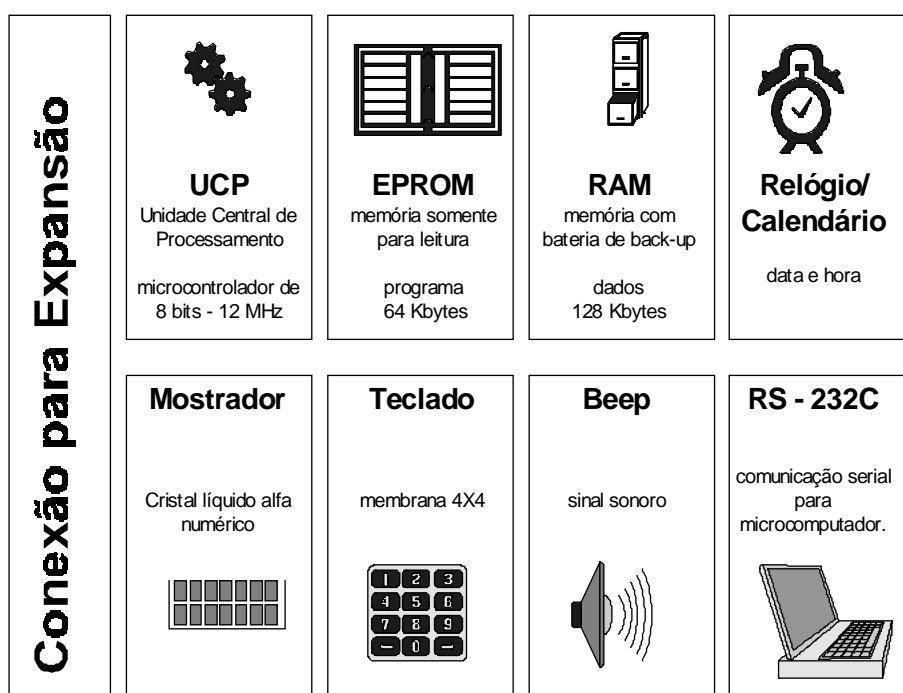 Conexão para Expansão
UCP
Unidade Central de
Processamento
microcontrolador de
8 bits - 12 MHz
EPROM
memória somente
para leitura
programa
64 Kbytes
RAM
memória com
bateria de back-up
dados
128 Kbytes
Relógio/
Calendário
data e hora
Mostrador
Cristal líquido alfa
numérico
Teclado
membrana 4X4
1 2 3
4 5 6
7 8 9
- 0 -
Beep
sinal sonoro
RS - 232C
comunicação serial
para
microcomputador.